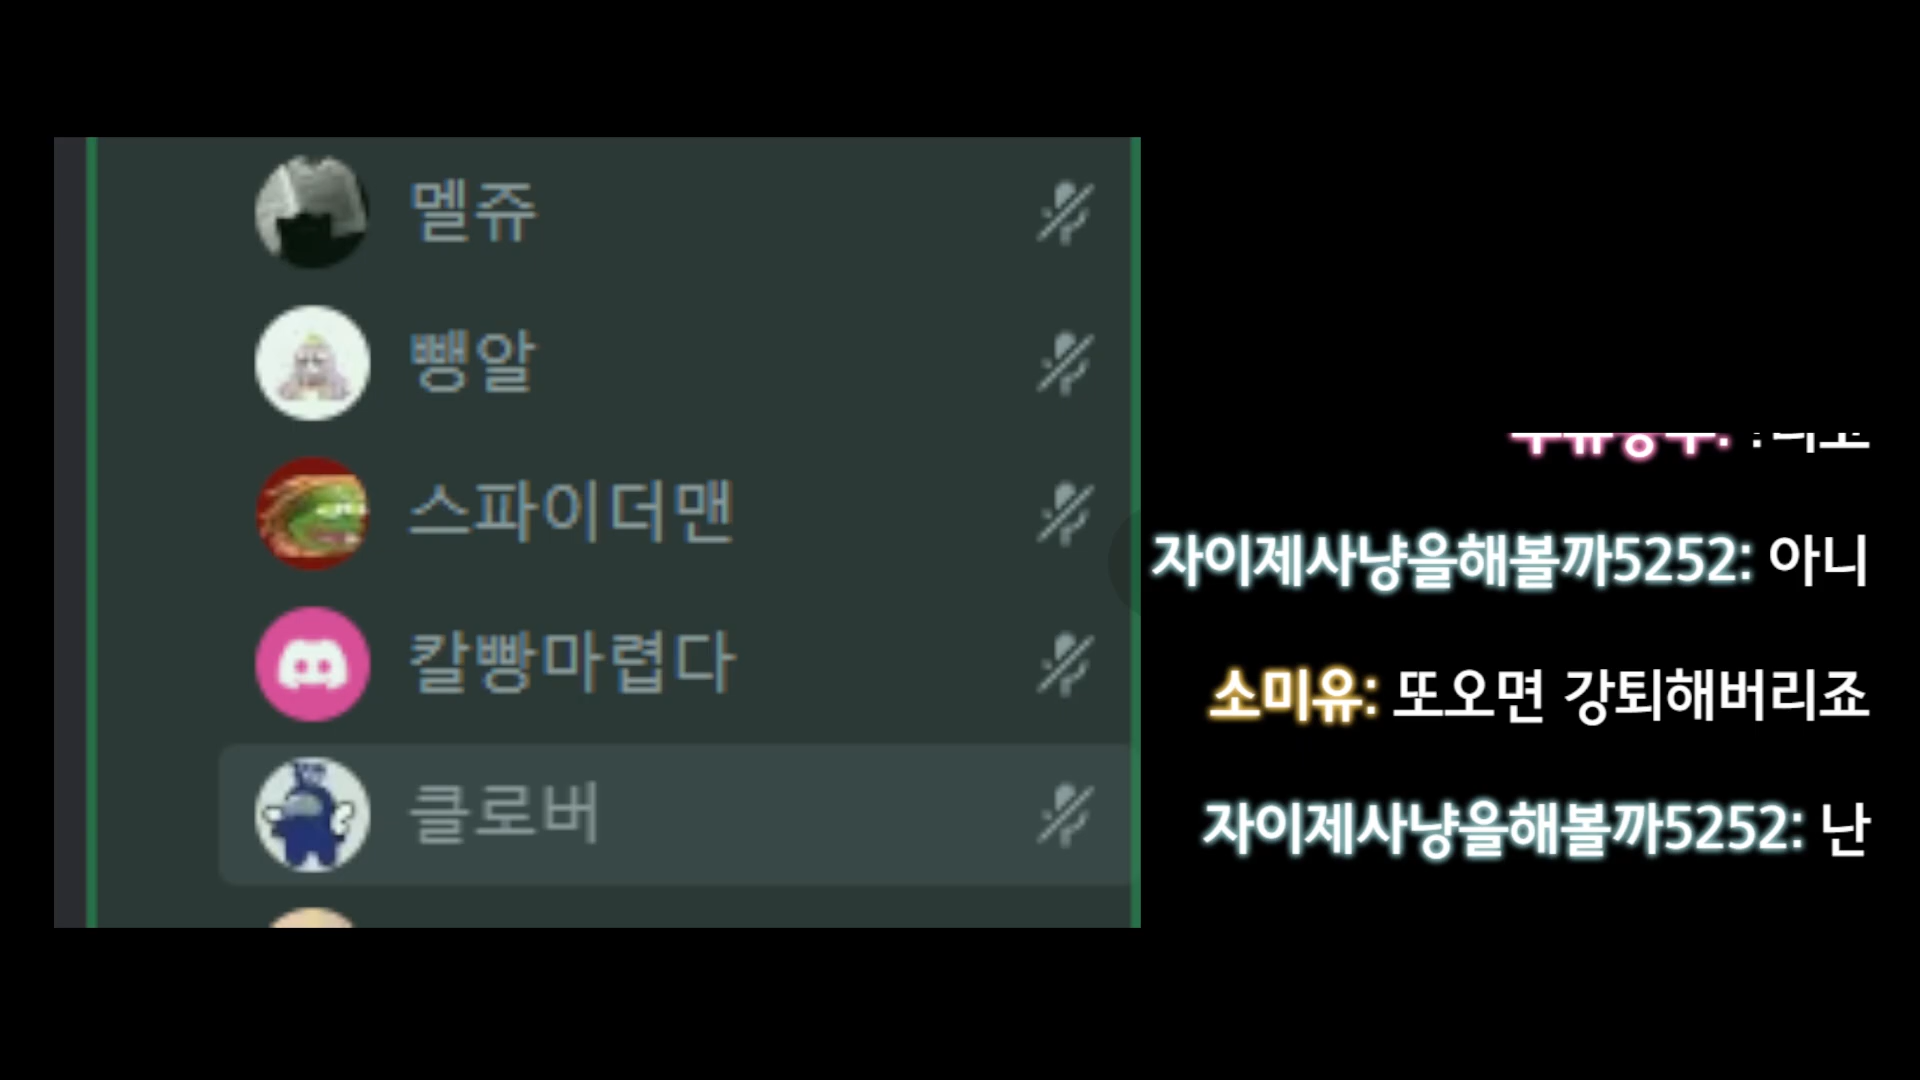 멜쥬
뺑알
스파이더맨
칼빵마렵다
클로버
자이제사냥을해볼까5252: 아니
소미유: 또오면 강퇴해버리죠
자이제사냥을해볼까5252: 난